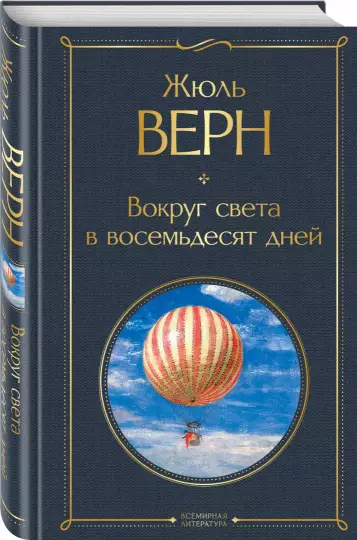 Жюль
ВЕРН
Вокруг света
в восемьдесят дней
ВСЕМИРНАЯ
ЛИТЕРАТУРА
Жюль
ВЕРН
Вокруг света